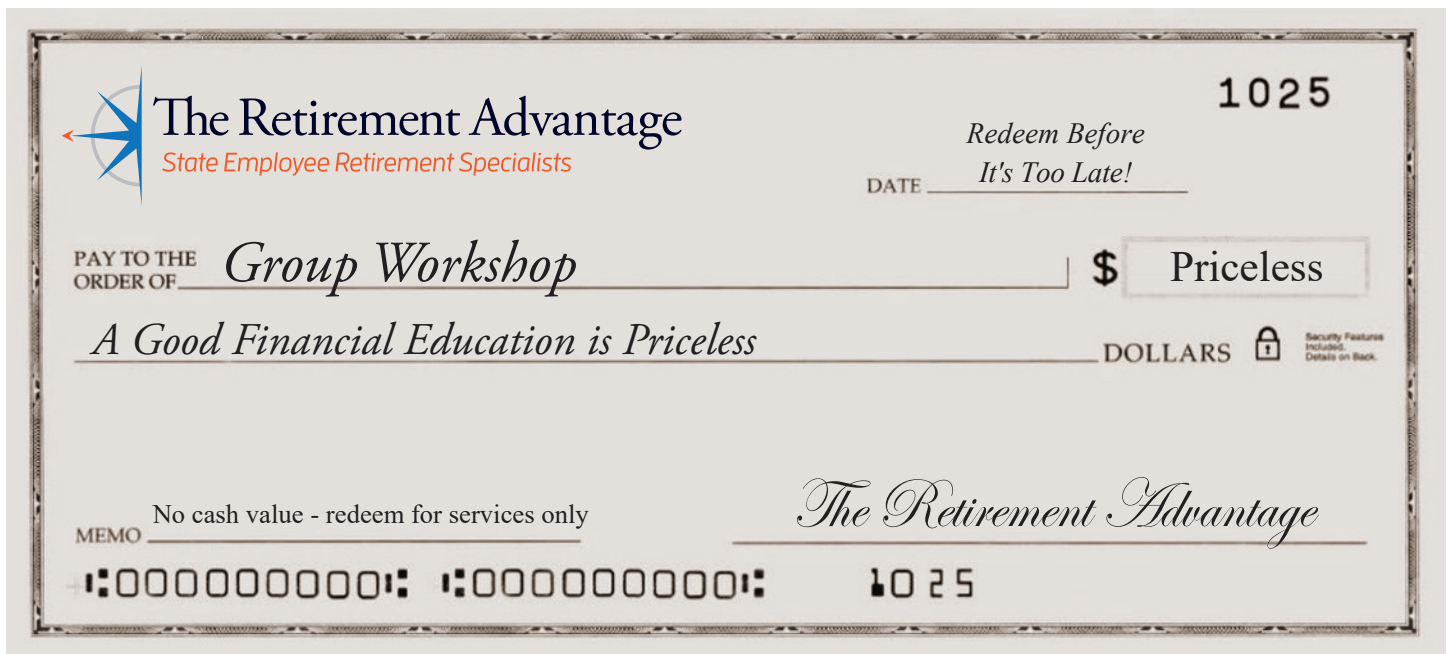 The Retirement Advantage
State Employee Retirement Specialists
1025
Redeem Before
It's Too Late!
DATE
PAY TO THE
ORDER OF
Group Workshop
$ Priceless
A Good Financial Education is Priceless
DOLLARS
Security Features
Included.
Details on Back.
MEMO No cash value - redeem for services only
The Retirement Advantage
⑆000000000⑆ ⑆000000000⑆ 1025